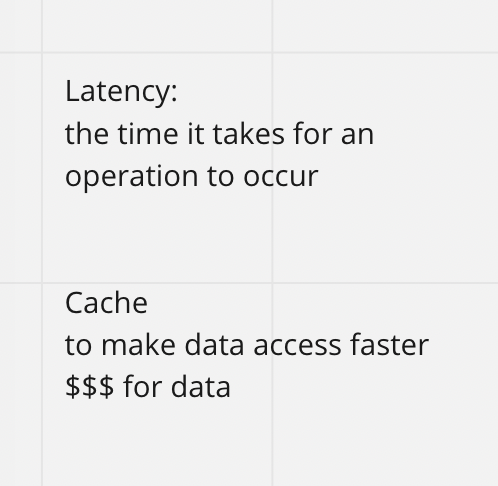 Latency:
the time it takes for an
operation to occur
Cache
to make data access faster
$$$ for data